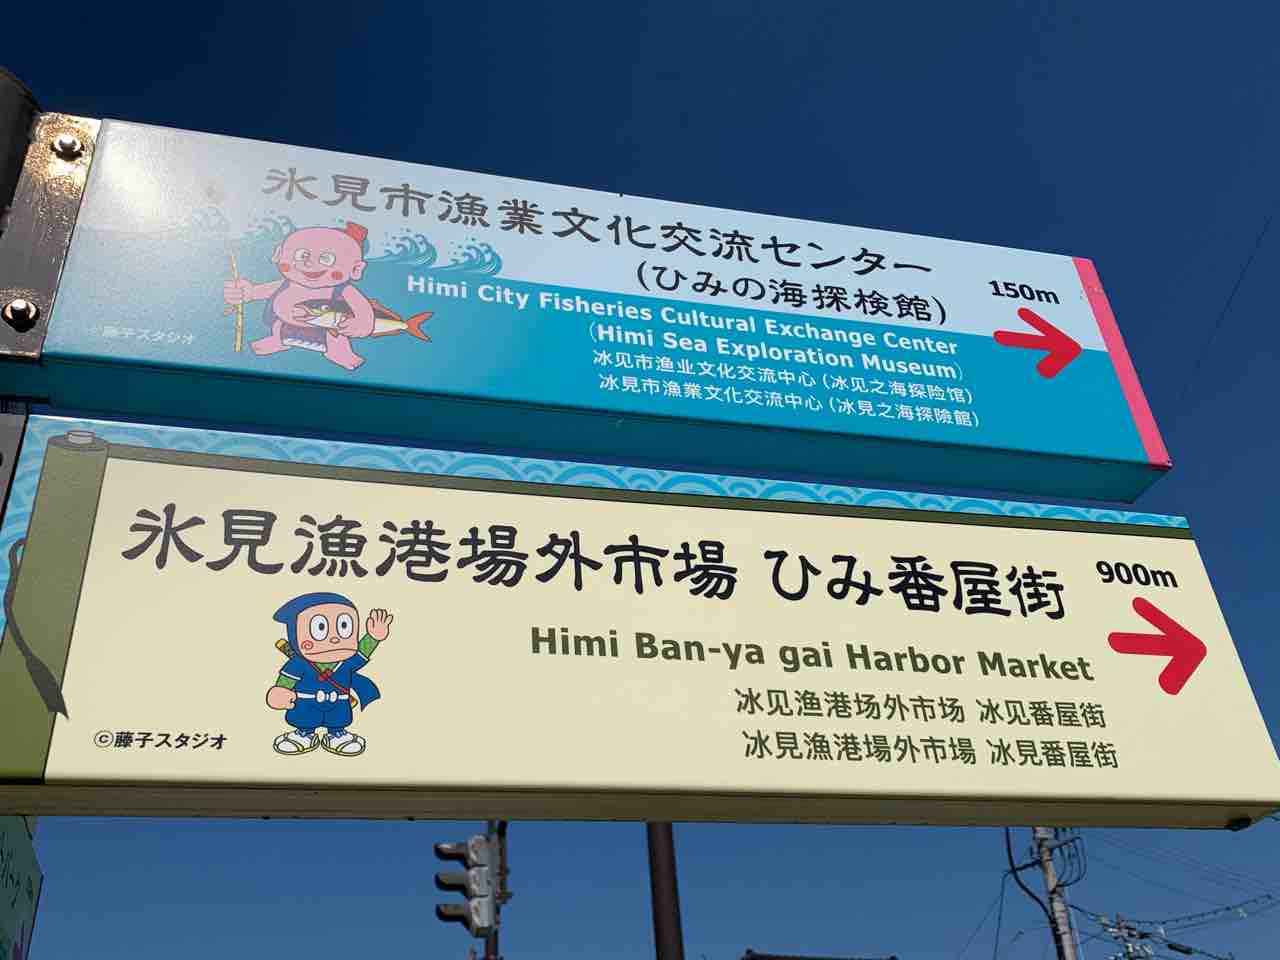 氷見市漁業文化交流センター
(ひみの海探検館)
150m
Himi City Fisheries Cultural Exchange Center
(Himi Sea Exploration Museum)
冰见市渔业文化交流中心 (冰见之海探险馆)
冰見市漁業文化交流中心 (冰見之海探險館)
©藤子スタジオ
氷見漁港場外市場 ひみ番屋街
900m
Himi Ban-ya gai Harbor Market
冰见渔港场外市场 冰见番屋街
冰見漁港場外市場 冰見番屋街
©藤子スタジオ